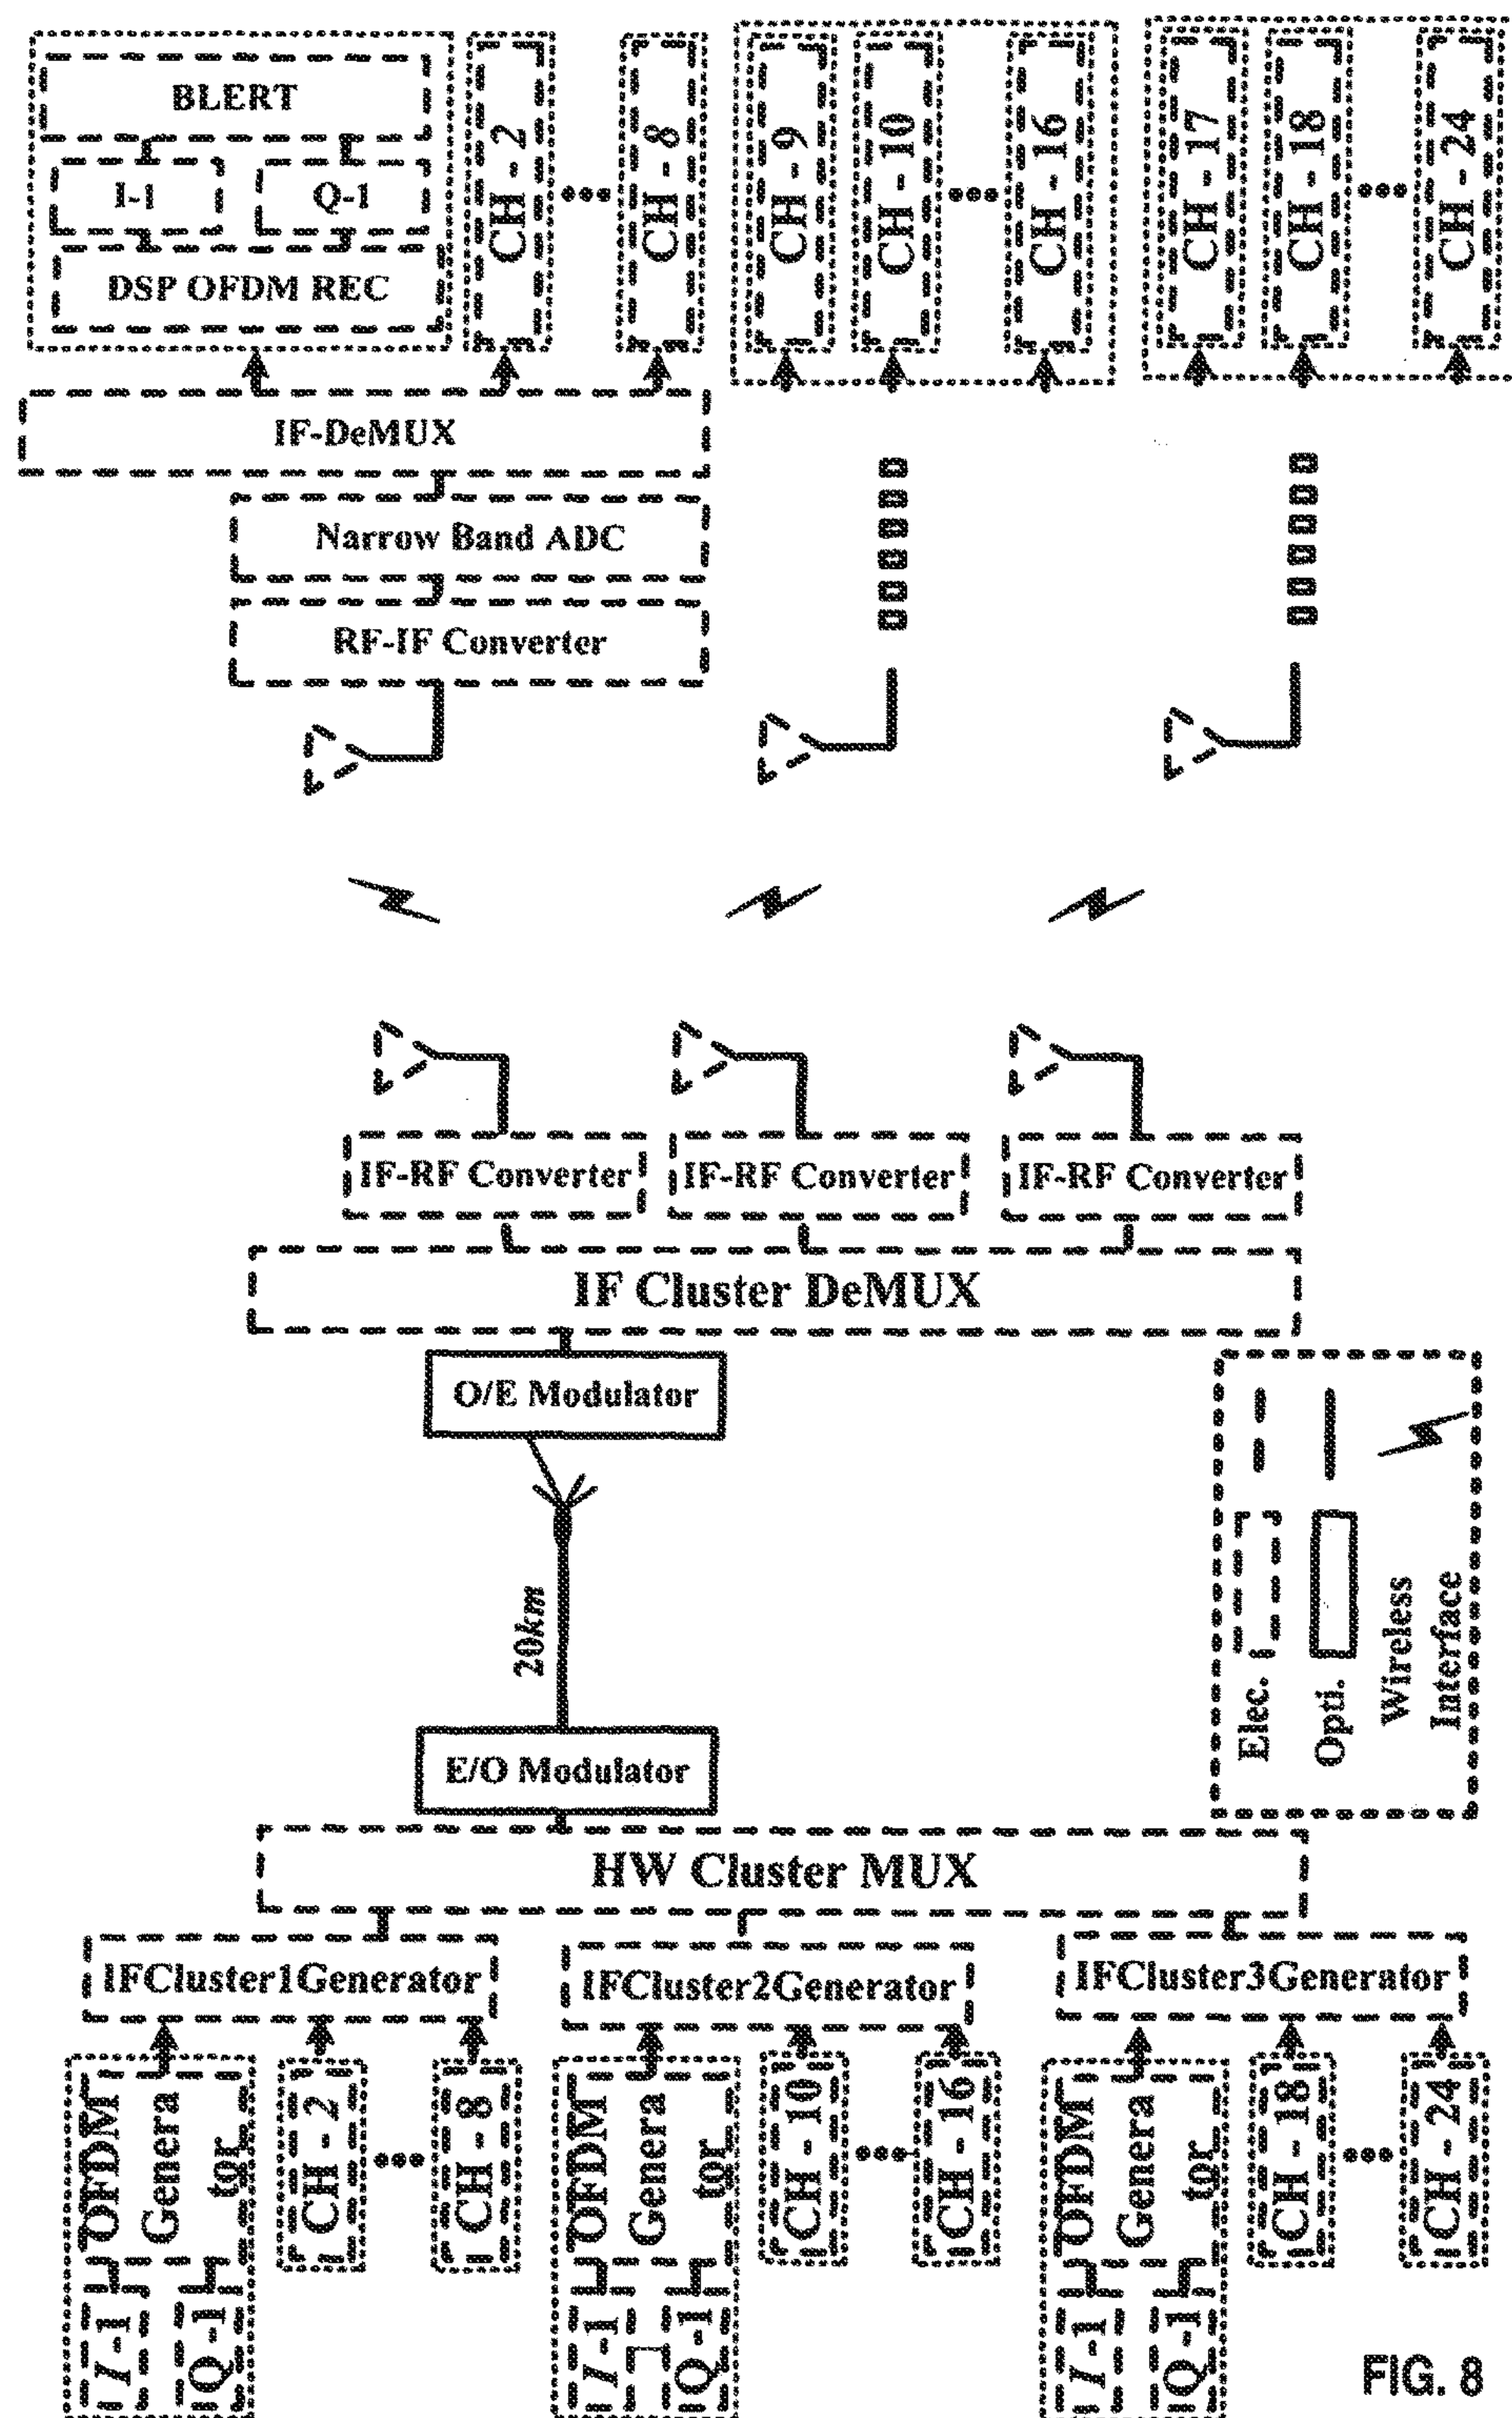 BLERT
I-1
Q-1
DSP OFDM REC
CH - 2
CH - 8
CH - 9
CH - 10
CH - 16
CH - 17
CH - 18
CH - 24
IF-DeMUX
Narrow Band ADC
RF-IF Converter
IF-RF Converter
IF-RF Converter
IF-RF Converter
IF Cluster DeMUX
O/E Modulator
20km
E/O Modulator
Elec.
Opti.
Wireless
Interface
HW Cluster MUX
IFCluster1Generator
IFCluster2Generator
IFCluster3Generator
I -1
Q -1
OFDM
Genera
tor
CH - 2
CH - 8
I -1
Q -1
OFDM
Genera
tor
CH - 10
CH - 16
I -1
Q -1
OFDM
Genera
tor
CH - 18
CH - 24
FIG. 8